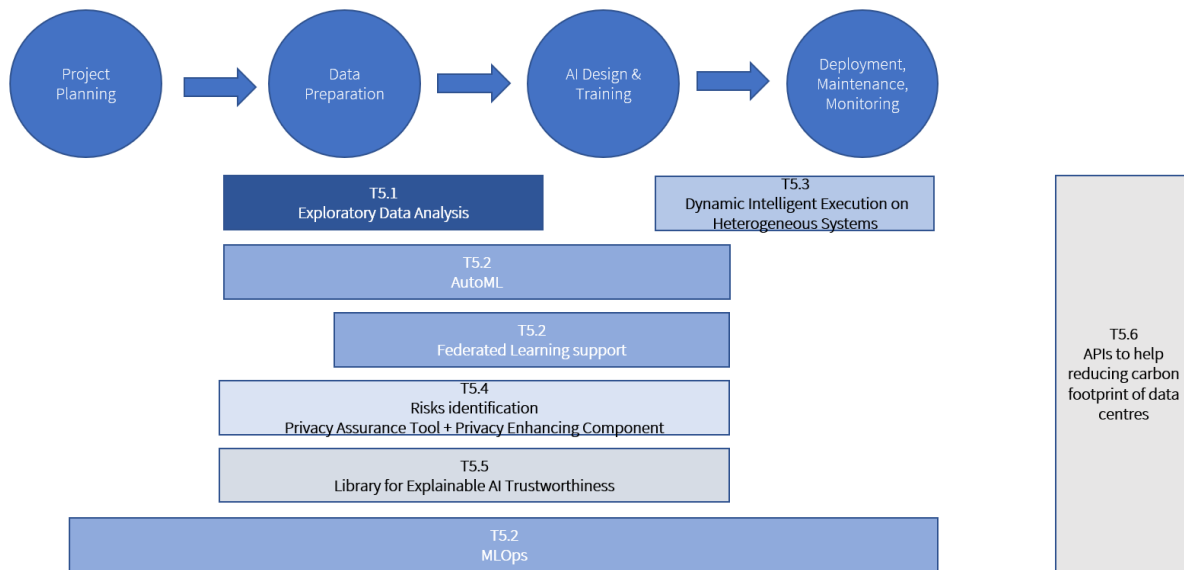 Project
Planning
Data
Preparation
AI Design &
Training
Deployment,
Maintenance,
Monitoring
T5.1
Exploratory Data Analysis
T5.3
Dynamic Intelligent Execution on
Heterogeneous Systems
T5.2
AutoML
T5.2
Federated Learning support
T5.4
Risks identification
Privacy Assurance Tool + Privacy Enhancing Component
T5.5
Library for Explainable AI Trustworthiness
T5.2
MLOps
T5.6
APIs to help
reducing carbon
footprint of data
centres